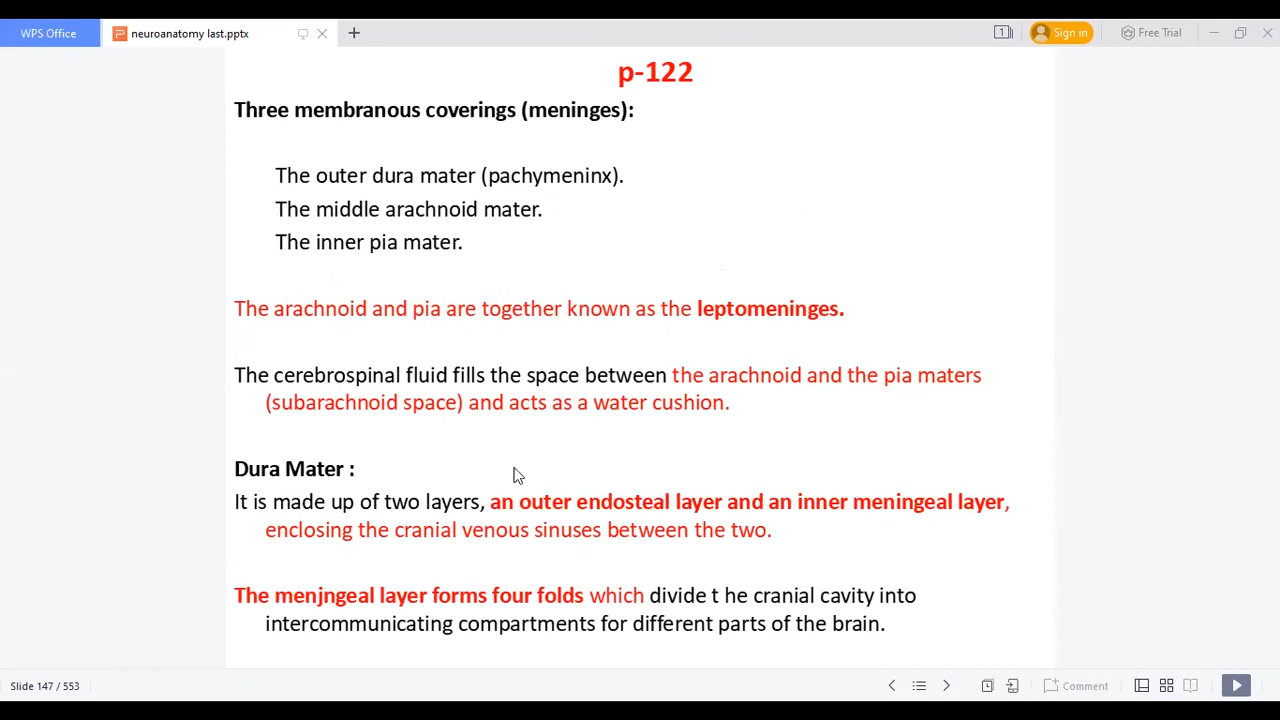 WPS Office
neuroanatomy last.pptx
1
Sign in
Free Trial
p-122
Three membranous coverings (meninges):
The outer dura mater (pachymeninx).
The middle arachnoid mater.
The inner pia mater.
The arachnoid and pia are together known as the leptomeninges.
The cerebrospinal fluid fills the space between the arachnoid and the pia maters
(subarachnoid space) and acts as a water cushion.
Dura Mater :
It is made up of two layers, an outer endosteal layer and an inner meningeal layer,
enclosing the cranial venous sinuses between the two.
The menjngeal layer forms four folds which divide t he cranial cavity into
intercommunicating compartments for different parts of the brain.
Slide 147 / 553
Comment